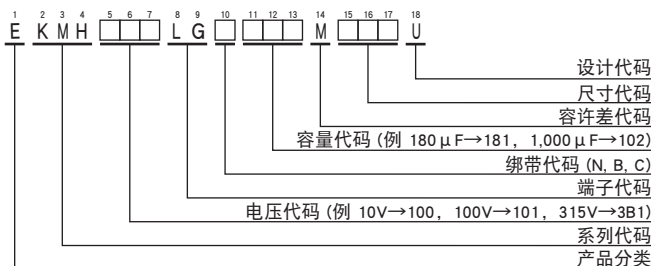 1 2 3 4 5 6 7 8 9 10 11 12 13 14 15 16 17 18
E K M H □□□ L G □ □□□ M □□□ U
设计代码
尺寸代码
容许差代码
容量代码 (例 180μF→181, 1,000μF→102)
绑带代码 (N, B, C)
端子代码
电压代码 (例 10V→100, 100V→101, 315V→3B1)
系列代码
产品分类